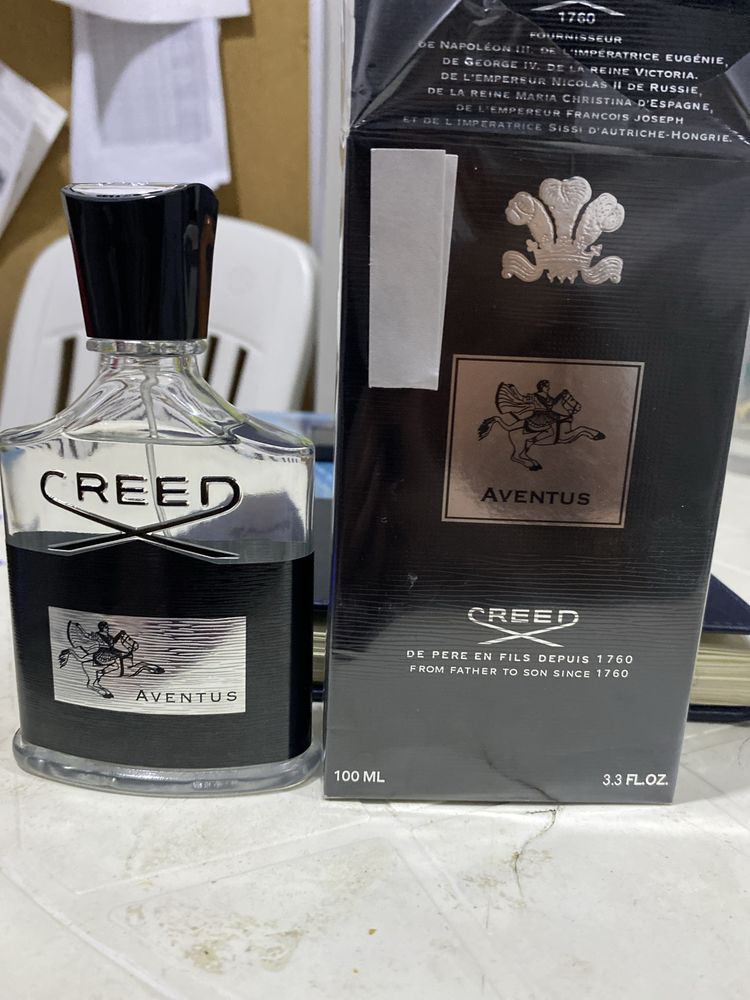 1760
FOURNISSEUR
DE NAPOLÉON III, DE L'IMPÉRATRICE EUGÉNIE,
DE GEORGE IV. DE LA REINE VICTORIA.
DE L'EMPEREUR NICOLAS II DE RUSSIE,
DE LA REINE MARIA CHRISTINA D'ESPAGNE,
DE L'EMPEREUR FRANCOIS JOSEPH
ET DE L'IMPERATRICE SISSI D'AUTRICHE-HONGRIE.
AVENTUS
CREED
DE PERE EN FILS DEPUIS 1760
FROM FATHER TO SON SINCE 1760
100 ML
3.3 FL.OZ.
CREED
AVENTUS